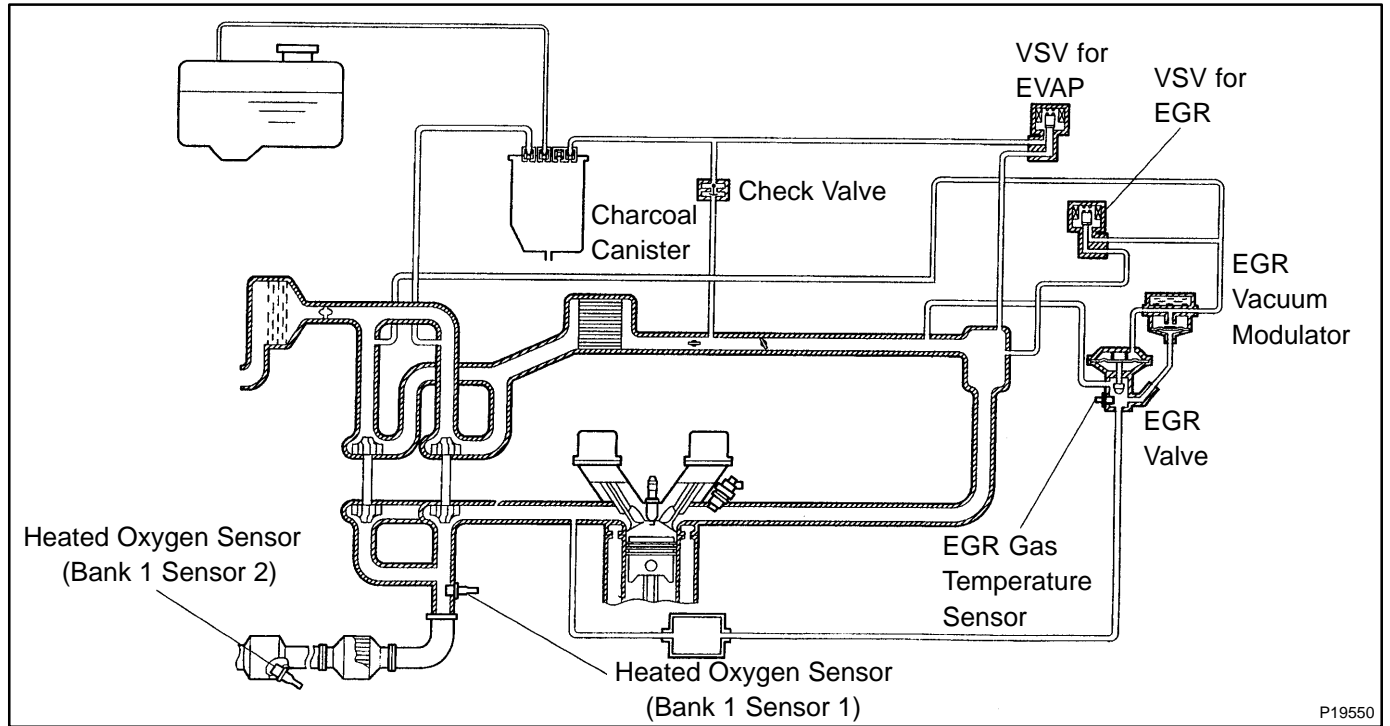 VSV for
EVAP
VSV for
EGR
Check Valve
Charcoal
Canister
EGR
Vacuum
Modulator
EGR
Valve
Heated Oxygen Sensor
(Bank 1 Sensor 2)
EGR Gas
Temperature
Sensor
Heated Oxygen Sensor
(Bank 1 Sensor 1)
P19550